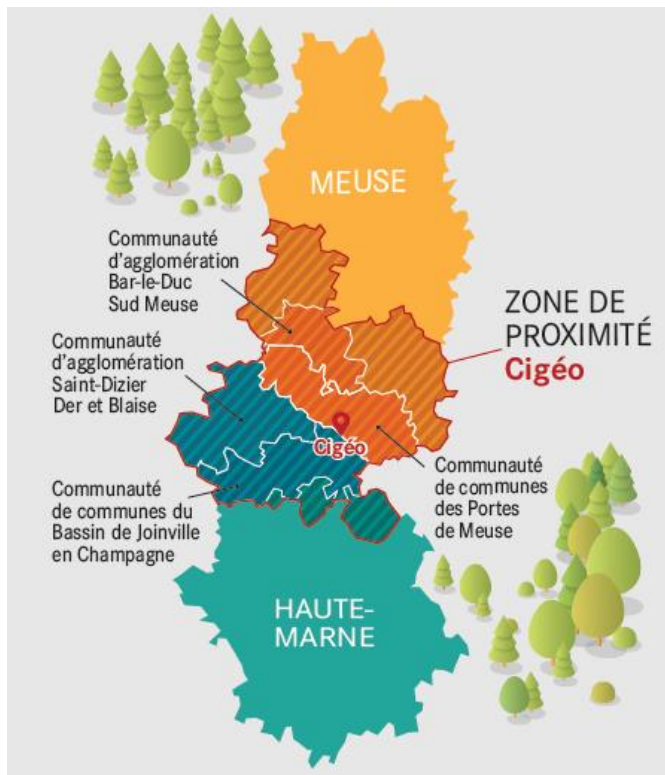 MEUSE
Communauté
d'agglomération
Bar-le-Duc
Sud Meuse
ZONE DE
PROXIMITÉ
Cigéo
Communauté
d'agglomération
Saint-Dizier
Der et Blaise
Cigéo
Communauté
de communes
des Portes
de Meuse
Communauté
de communes du
Bassin de Joinville
en Champagne
HAUTE-
MARNE